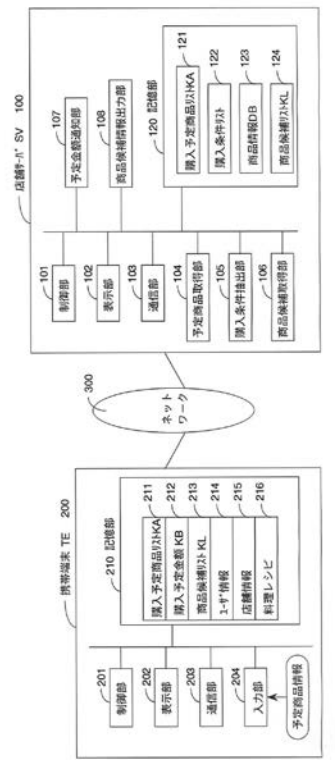 携帯端末 TE 200
201
制御部
202
表示部
203
通信部
204
入力部
予定商品情報
210 記憶部
購入予定商品ﾘｽﾄKA 211
購入予定金額 KB 212
商品候補ﾘｽﾄ KL 213
ﾕｰｻﾞ情報 214
店舗情報 215
料理レシピ 216
300
ネット
ワーク
店舗ｻｰﾊﾞ SV 100
101
制御部
102
表示部
103
通信部
104
予定商品取得部
105
購入条件抽出部
106
商品候補取得部
107
予定金額通知部
108
商品候補情報出力部
120 記憶部
121
購入予定商品ﾘｽﾄKA
122
購入条件ﾘｽﾄ
123
商品情報DB
124
商品候補ﾘｽﾄKL